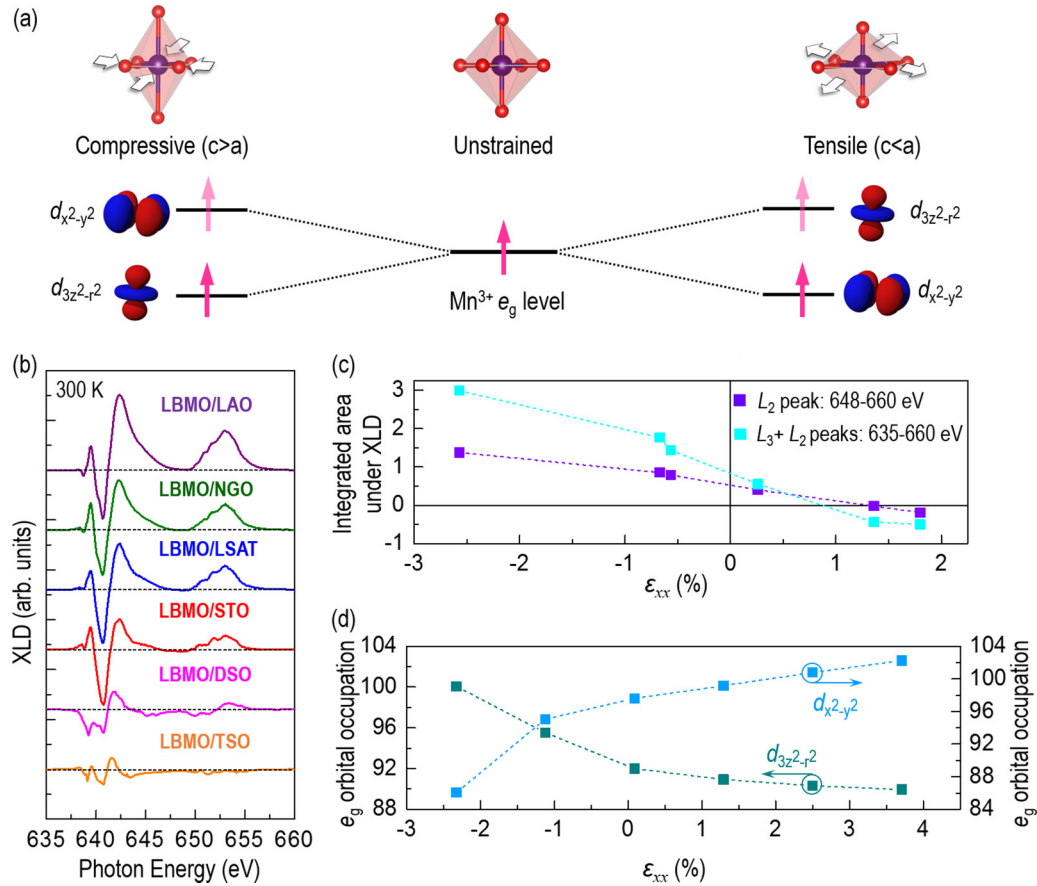 (a)
Compressive (c>a)
Unstrained
Tensile (c<a)
dx²-y²
d3z²-r²
d3z²-r²
dx²-y²
Mn³⁺ eg level
(b)
300 K
LBMO/LAO
LBMO/NGO
LBMO/LSAT
LBMO/STO
LBMO/DSO
LBMO/TSO
XLD (arb. units)
635 640 645 650 655 660
Photon Energy (eV)
(c)
Integrated area
under XLD
3
2
1
0
-1
L2 peak: 648-660 eV
L3+ L2 peaks: 635-660 eV
-3 -2 -1 0 1 2
εxx (%)
(d)
eg orbital occupation
104
100
96
92
88
dx²-y²
d3z²-r²
104
100
96
92
88
84
eg orbital occupation
-3 -2 -1 0 1 2 3 4
εxx (%)